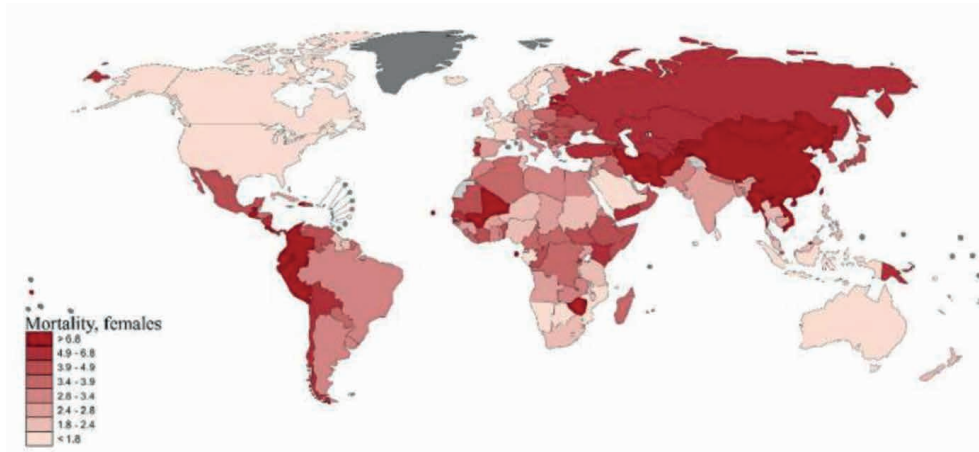 Mortality, females
> 6.8
4.9 - 6.8
3.9 - 4.9
3.4 - 3.9
2.8 - 3.4
2.4 - 2.8
1.8 - 2.4
< 1.8